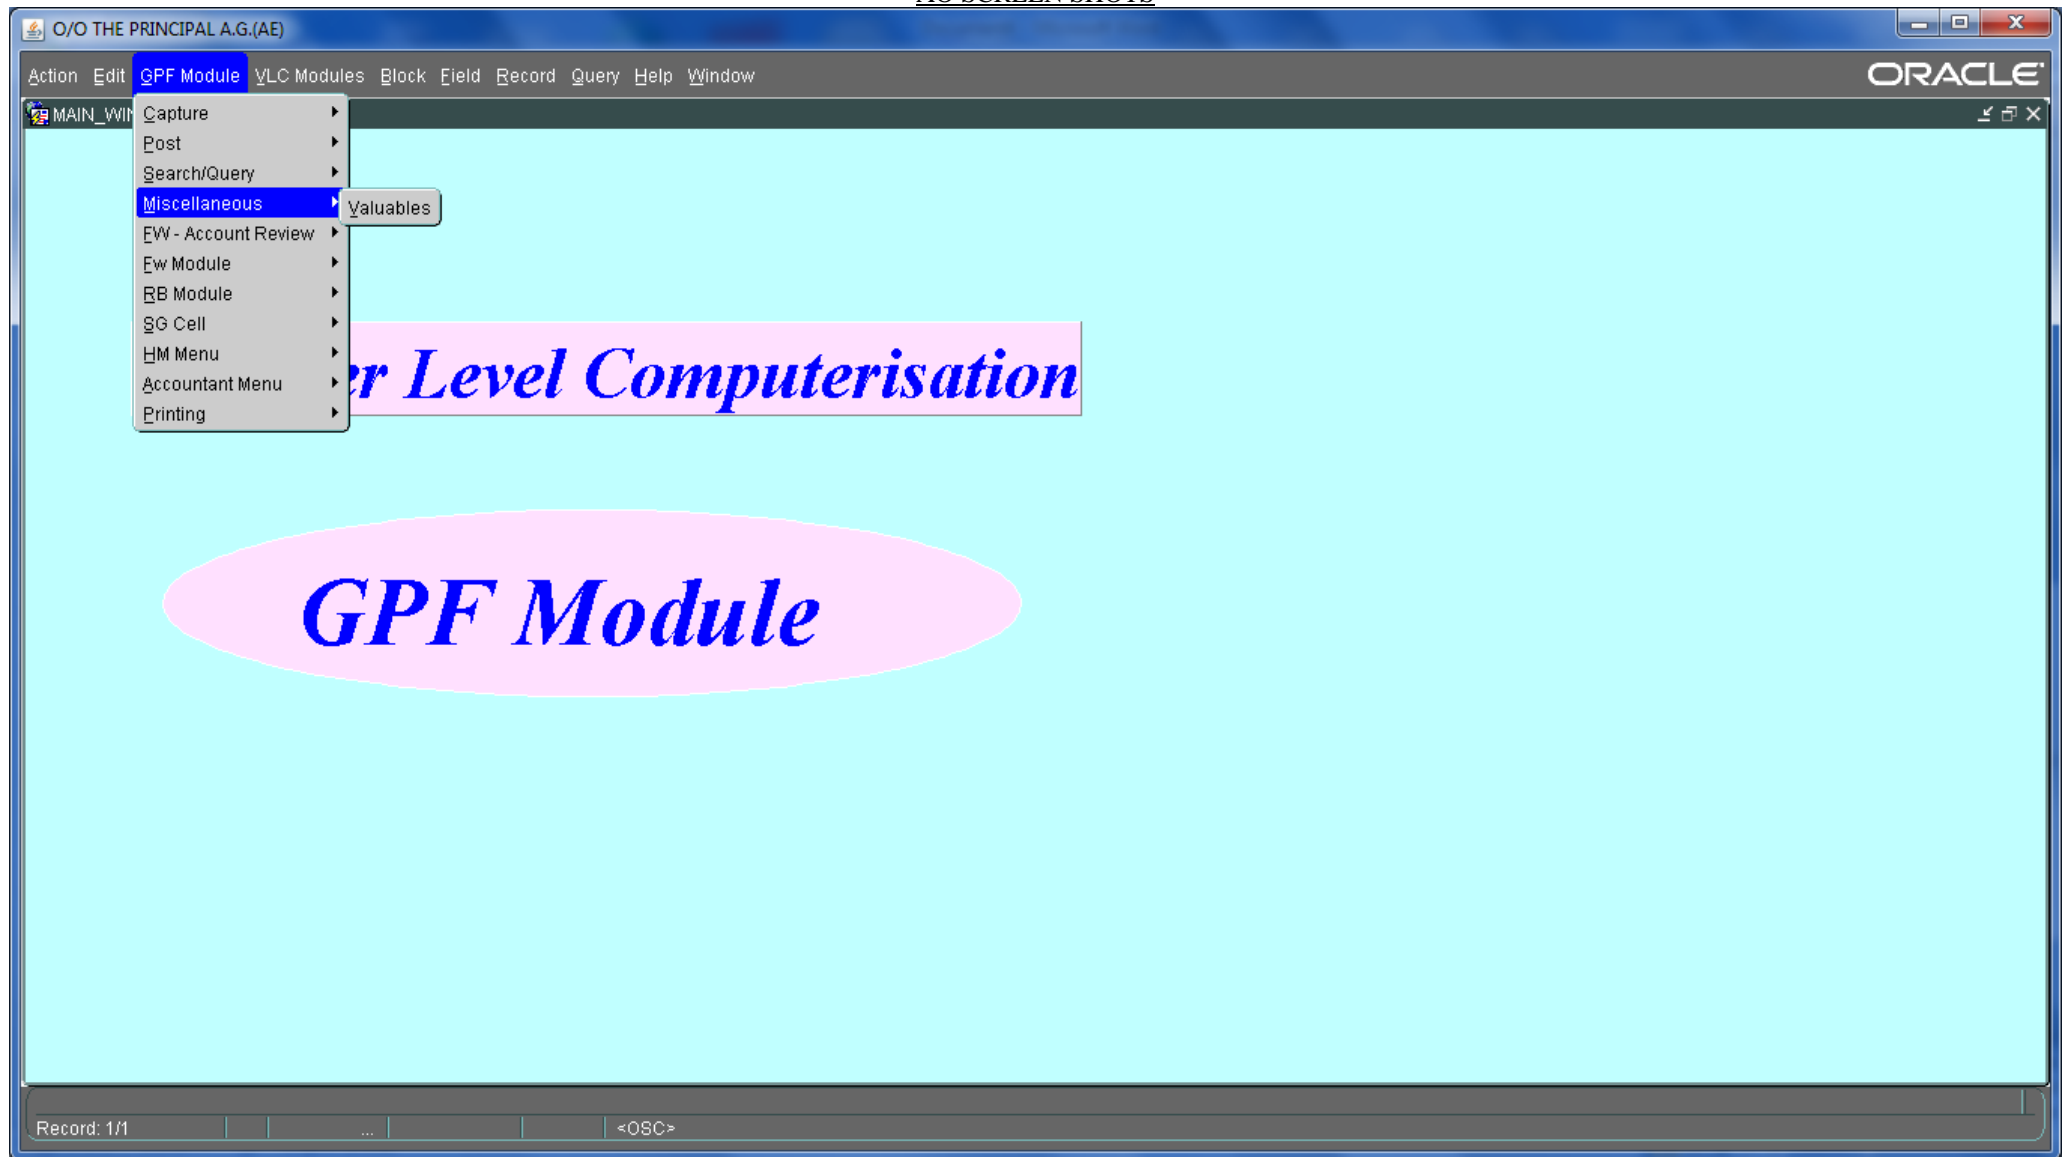 O/O THE PRINCIPAL A.G.(AE)
Action Edit GPF Module VLC Modules Block Field Record Query Help Window
ORACLE
Capture
Post
Search/Query
Miscellaneous
Valuables
FW - Account Review
Fw Module
RB Module
SG Cell
HM Menu
Accountant Menu
Printing
Level Computerisation
GPF Module
Record: 1/1 ... <OSC>